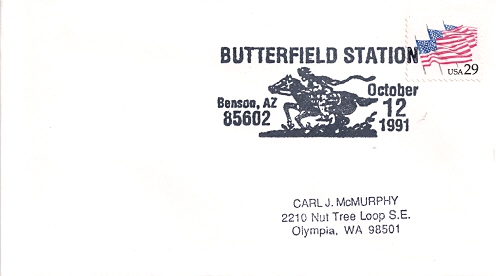 BUTTERFIELD STATION
USA 29
Benson, AZ
85602
October
12
1991
CARL J. McMURPHY
2210 Nut Tree Loop S.E.
Olympia, WA 98501